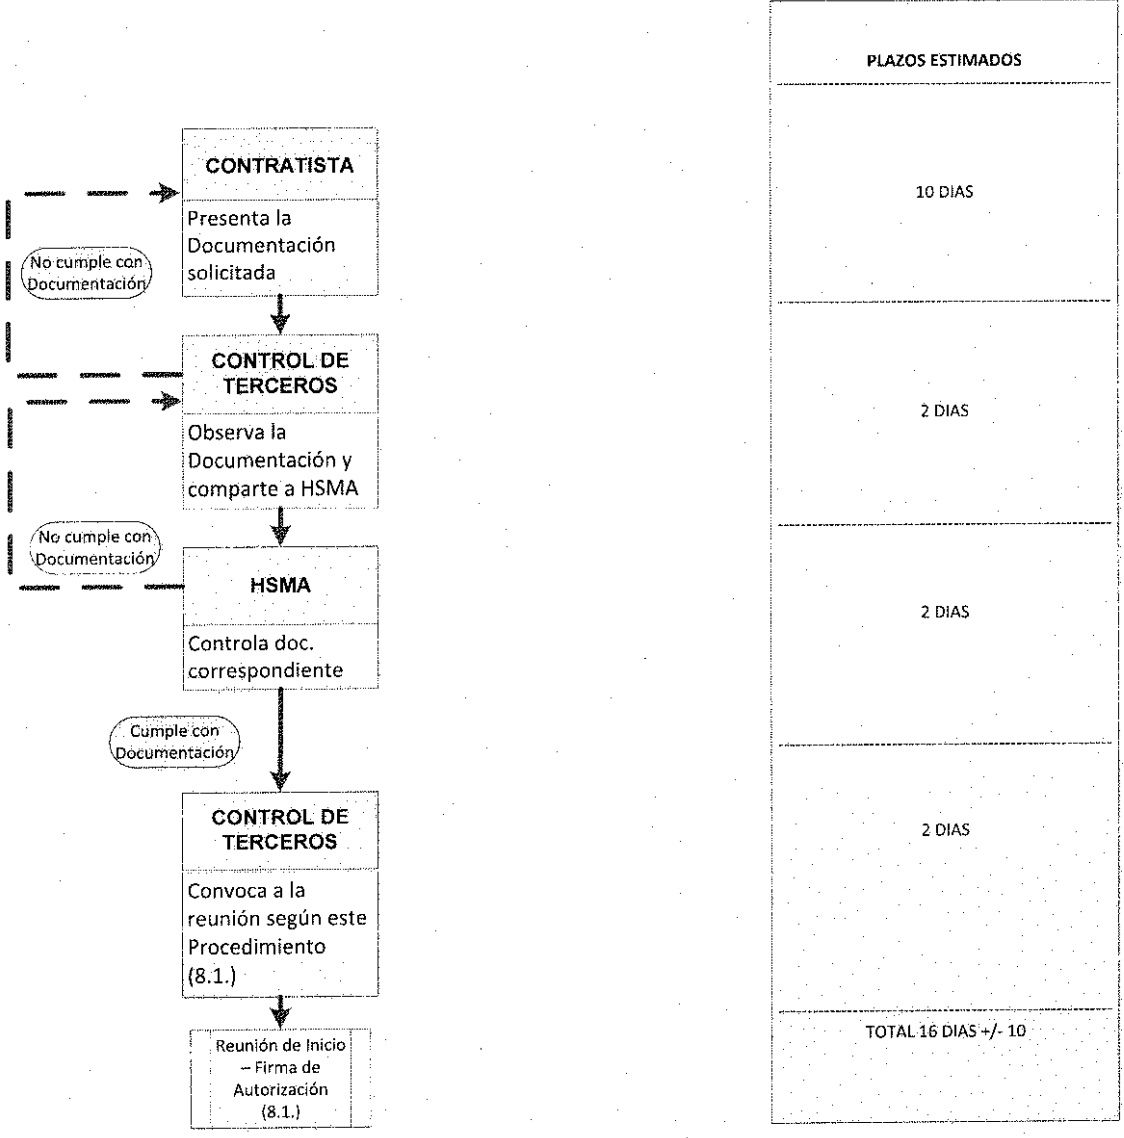 PLAZOS ESTIMADOS
CONTRATISTA
Presenta la
Documentación
solicitada
10 DIAS
No cumple con
Documentación
CONTROL DE
TERCEROS
Observa la
Documentación y
comparte a HSMA
2 DIAS
No cumple con
Documentación
HSMA
Controla doc.
correspondiente
2 DIAS
Cumple con
Documentación
CONTROL DE
TERCEROS
Convoca a la
reunión según este
Procedimiento
(8.1.)
2 DIAS
Reunión de Inicio
– Firma de
Autorización
(8.1.)
TOTAL 16 DIAS +/- 10